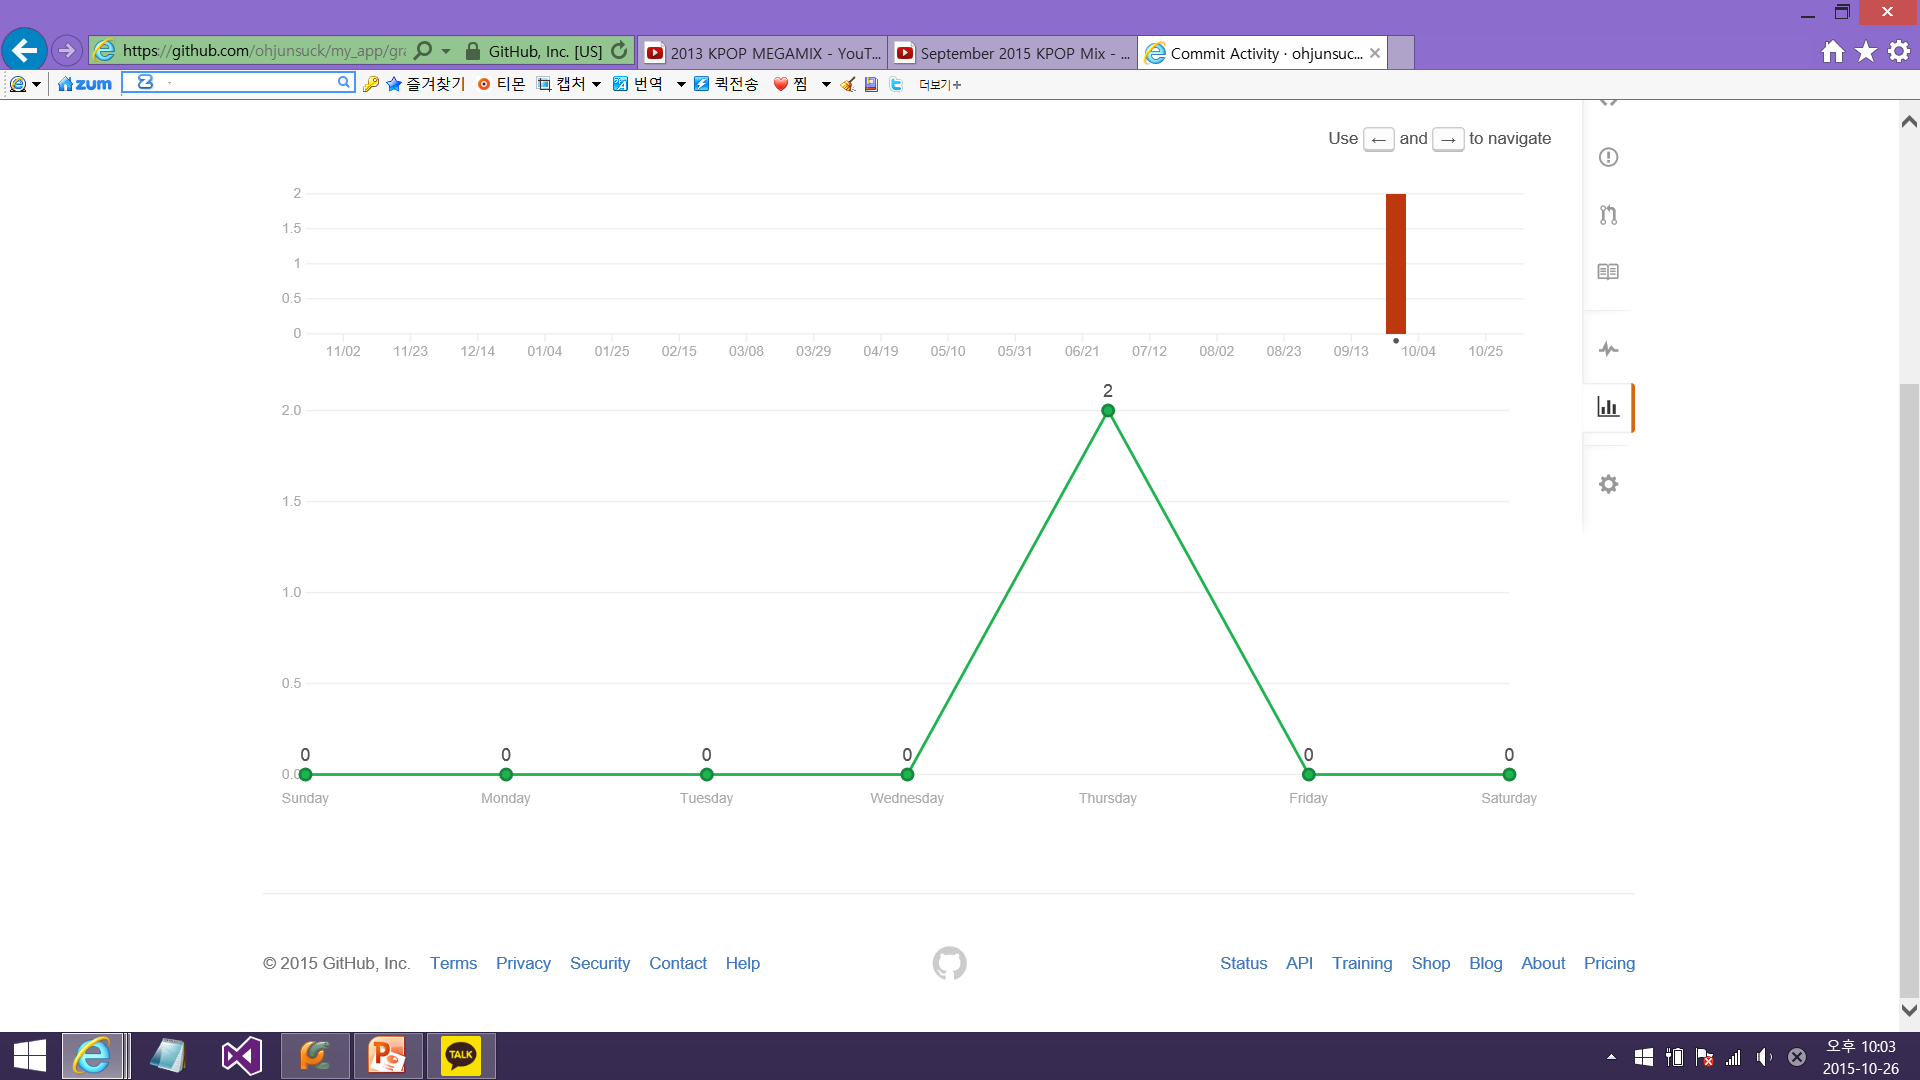 https://github.com/ohjunsuck/my_app/gra
GitHub, Inc. [US]
2013 KPOP MEGAMIX - YouT...
September 2015 KPOP Mix - ...
Commit Activity · ohjunsuc...
zum
즐겨찾기
티몬
캡처
번역
퀵전송
찜
더보기+
Use ← and → to navigate
2
1.5
1
0.5
0
11/02 11/23 12/14 01/04 01/25 02/15 03/08 03/29 04/19 05/10 05/31 06/21 07/12 08/02 08/23 09/13 10/04 10/25
2.0
1.5
1.0
0.5
0.0
0 0 0 0 2 0 0
Sunday Monday Tuesday Wednesday Thursday Friday Saturday
© 2015 GitHub, Inc. Terms Privacy Security Contact Help
Status API Training Shop Blog About Pricing
TALK
오후 10:03
2015-10-26